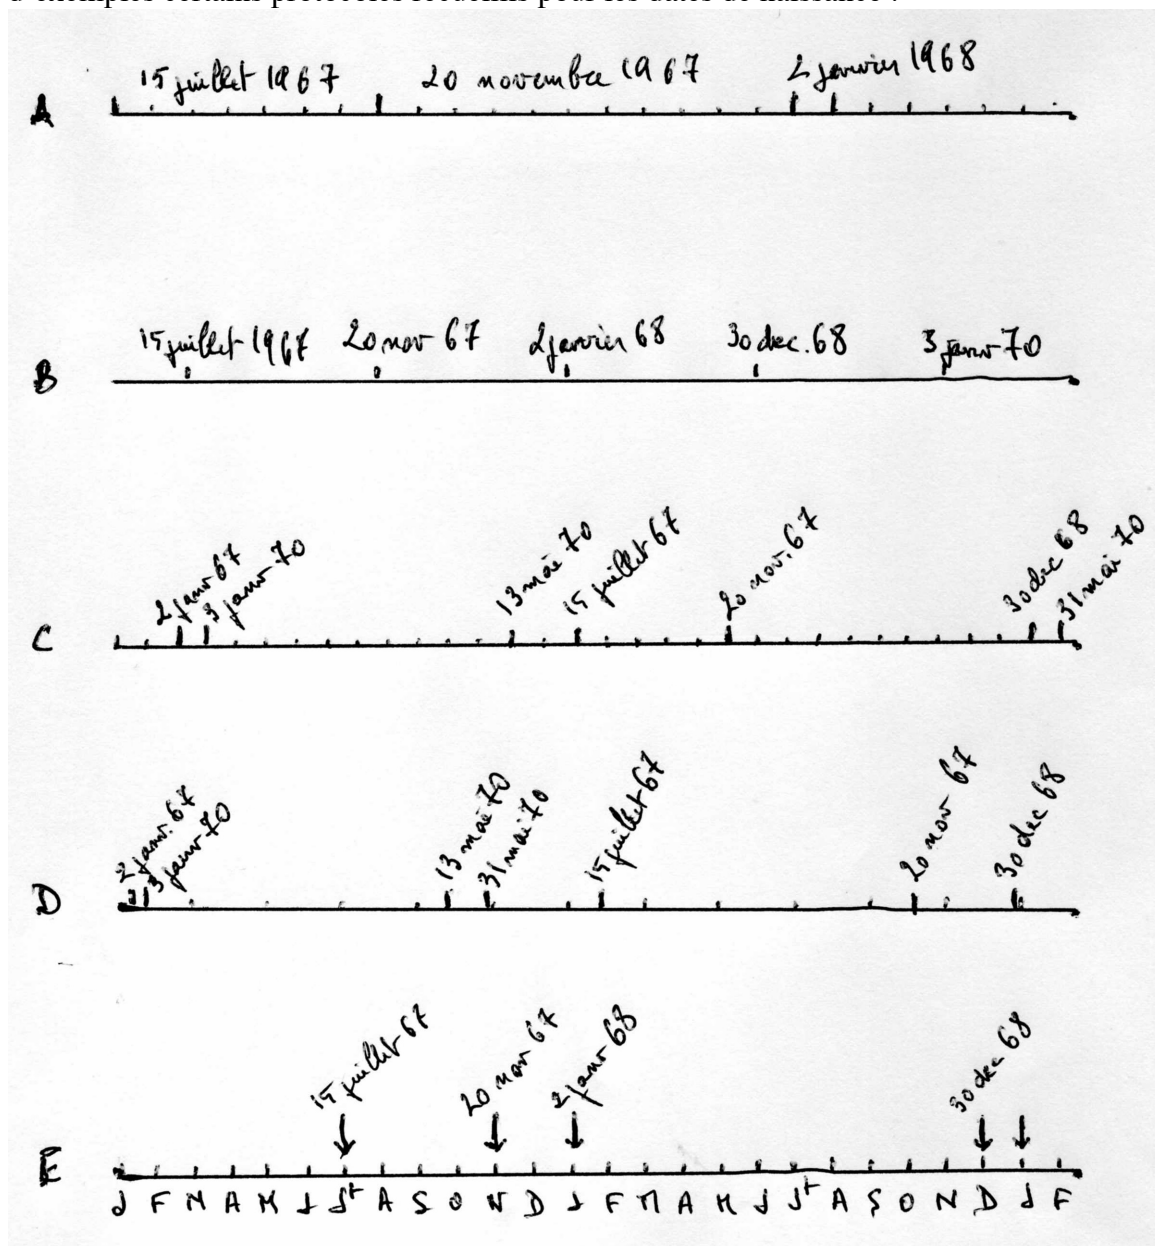 d'exemples certains protocoles recueillis pour les dates de naissance :
15 juillet 1967 20 novembre 1967 2 janvier 1968
A
15 juillet 1967 20 nov 67 2 janvier 68 30 dec. 68 3 janv 70
B
2 janv 67 3 janv 70 13 mai 70 15 juillet 67 20 nov. 67 30 dec 68 31 mai 70
C
2 janv. 67 3 janv 70 13 mai 70 31 mai 70 15 juillet 67 20 nov 67 30 dec 68
D
15 juillet 67 20 nov 67 2 janv 68 30 dec 68
E
J F M A M J Jt A S O N D J F M A M J Jt A S O N D J F